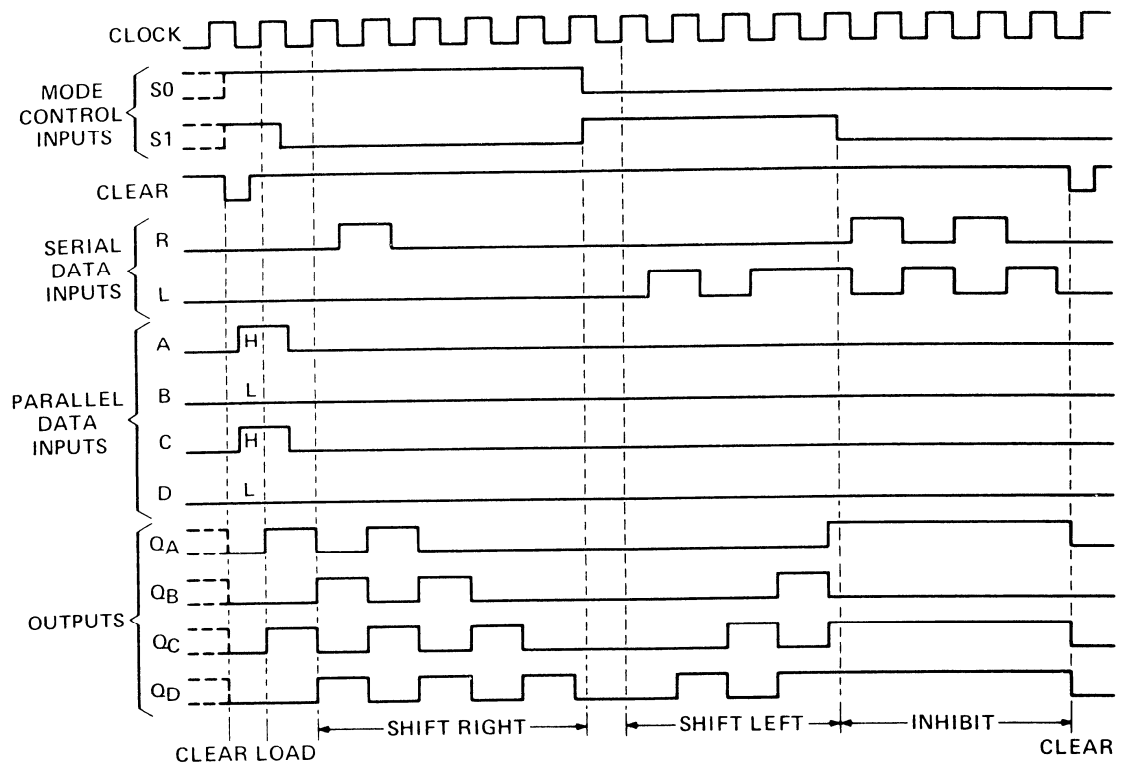 CLOCK
MODE
CONTROL
INPUTS
S0
S1
CLEAR
SERIAL
DATA
INPUTS
R
L
PARALLEL
DATA
INPUTS
A
H
B
L
C
H
D
L
OUTPUTS
QA
QB
QC
QD
SHIFT RIGHT
SHIFT LEFT
INHIBIT
CLEAR LOAD
CLEAR